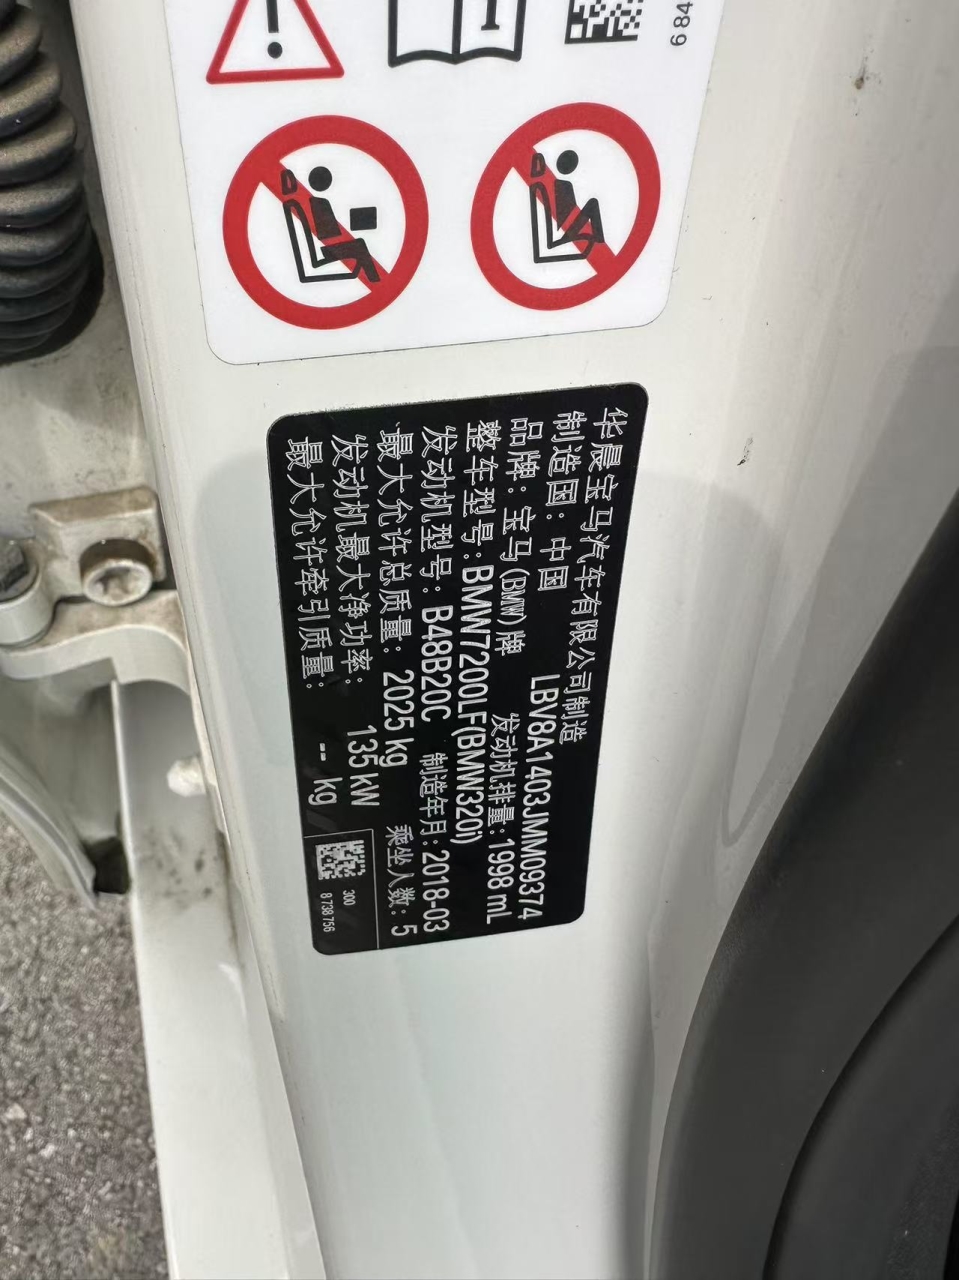 6 84
华晨宝马汽车有限公司制造
制造国：中国 LBV8A1403JMM09374
品牌：宝马(BMW)牌 发动机排量：1998 mL
整车型号：BMW7200LF(BMW320i)
发动机型号：B48B20C 制造年月：2018-03
最大允许总质量：2025 kg 乘坐人数：5
发动机最大净功率：135 kW
最大允许牵引质量： -- kg
300
8 738 756